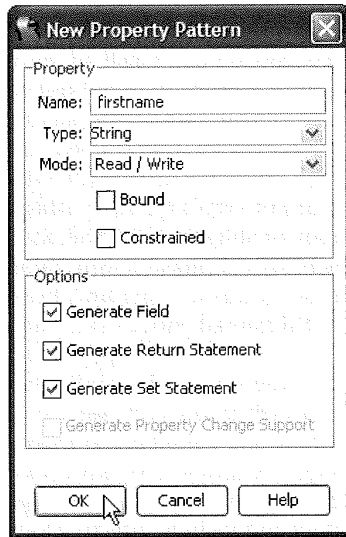 New Property Pattern
Property
Name: firstname
Type: String
Mode: Read / Write
Bound
Constrained
Options
Generate Field
Generate Return Statement
Generate Set Statement
Generate Property Change Support
OK Cancel Help